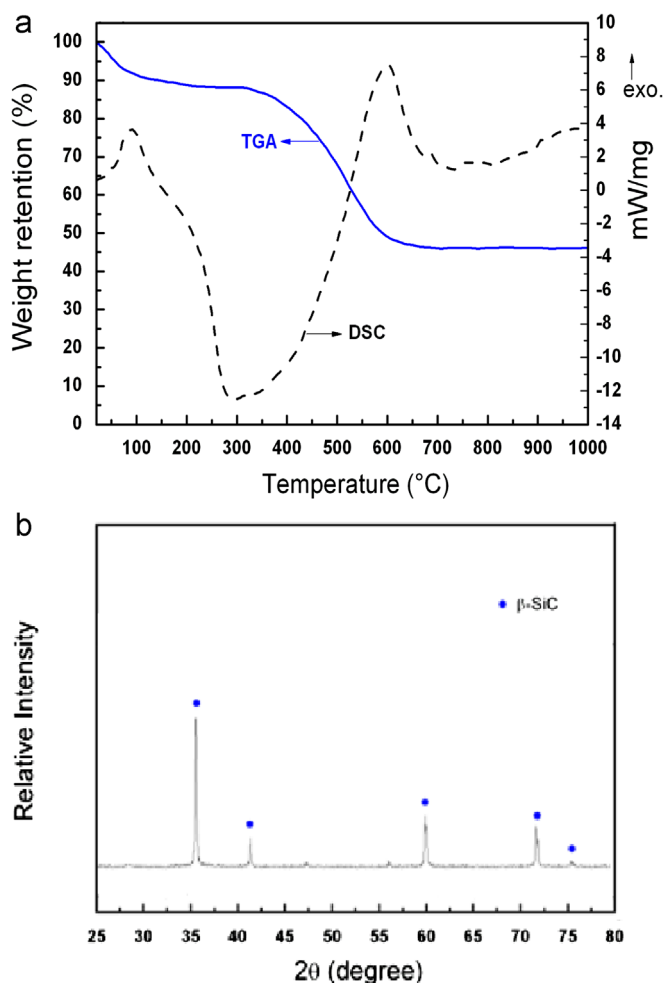 a
100
90
80
70
60
50
40
30
20
10
0
Weight retention (%)
TGA
DSC
10
8
6
4
2
0
-2
-4
-6
-8
-10
-12
-14
exo.
mW/mg
100 200 300 400 500 600 700 800 900 1000
Temperature (°C)
b
Relative Intensity
β-SiC
25 30 35 40 45 50 55 60 65 70 75 80
2θ (degree)